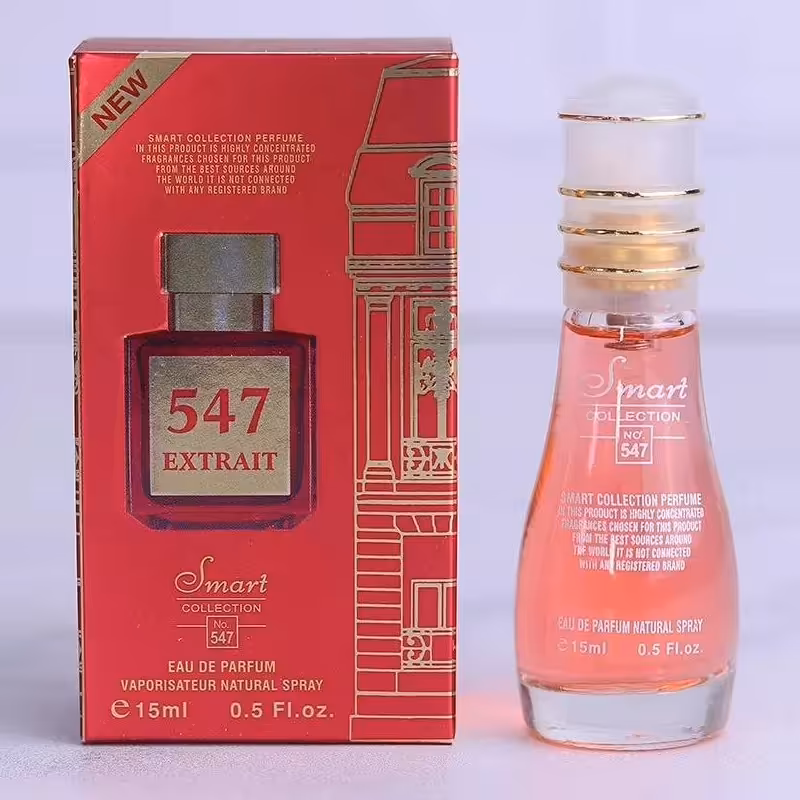 NEW
SMART COLLECTION PERFUME
IN THIS PRODUCT IS HIGHLY CONCENTRATED
FRAGRANCES CHOSEN FOR THIS PRODUCT
FROM THE BEST SOURCES AROUND
THE WORLD IT IS NOT CONNECTED
WITH ANY REGISTERED BRAND
547
EXTRAIT
Smart
COLLECTION
No.
547
EAU DE PARFUM
VAPORISATEUR NATURAL SPRAY
e 15ml 0.5 Fl.oz.
Smart
COLLECTION
NO.
547
SMART COLLECTION PERFUME
IN THIS PRODUCT IS HIGHLY CONCENTRATED
FRAGRANCES CHOSEN FOR THIS PRODUCT
FROM THE BEST SOURCES AROUND
THE WORLD IT IS NOT CONNECTED
WITH ANY REGISTERED BRAND
EAU DE PARFUM NATURAL SPRAY
e 15ml 0.5 Fl.oz.